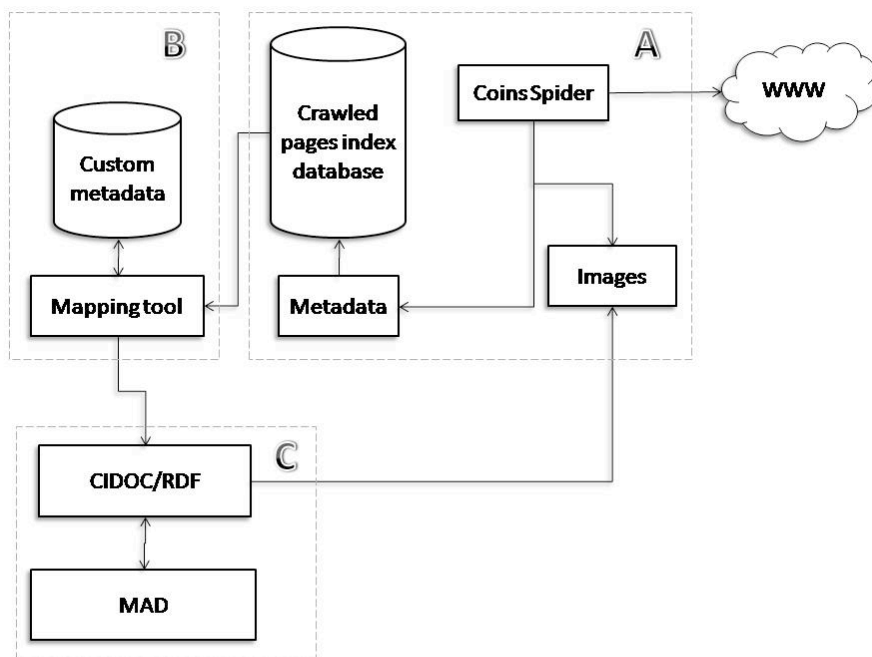 B
A
Custom
metadata
Mapping tool
Crawled
pages index
database
Metadata
Coins Spider
WWW
Images
C
CIDOC/RDF
MAD